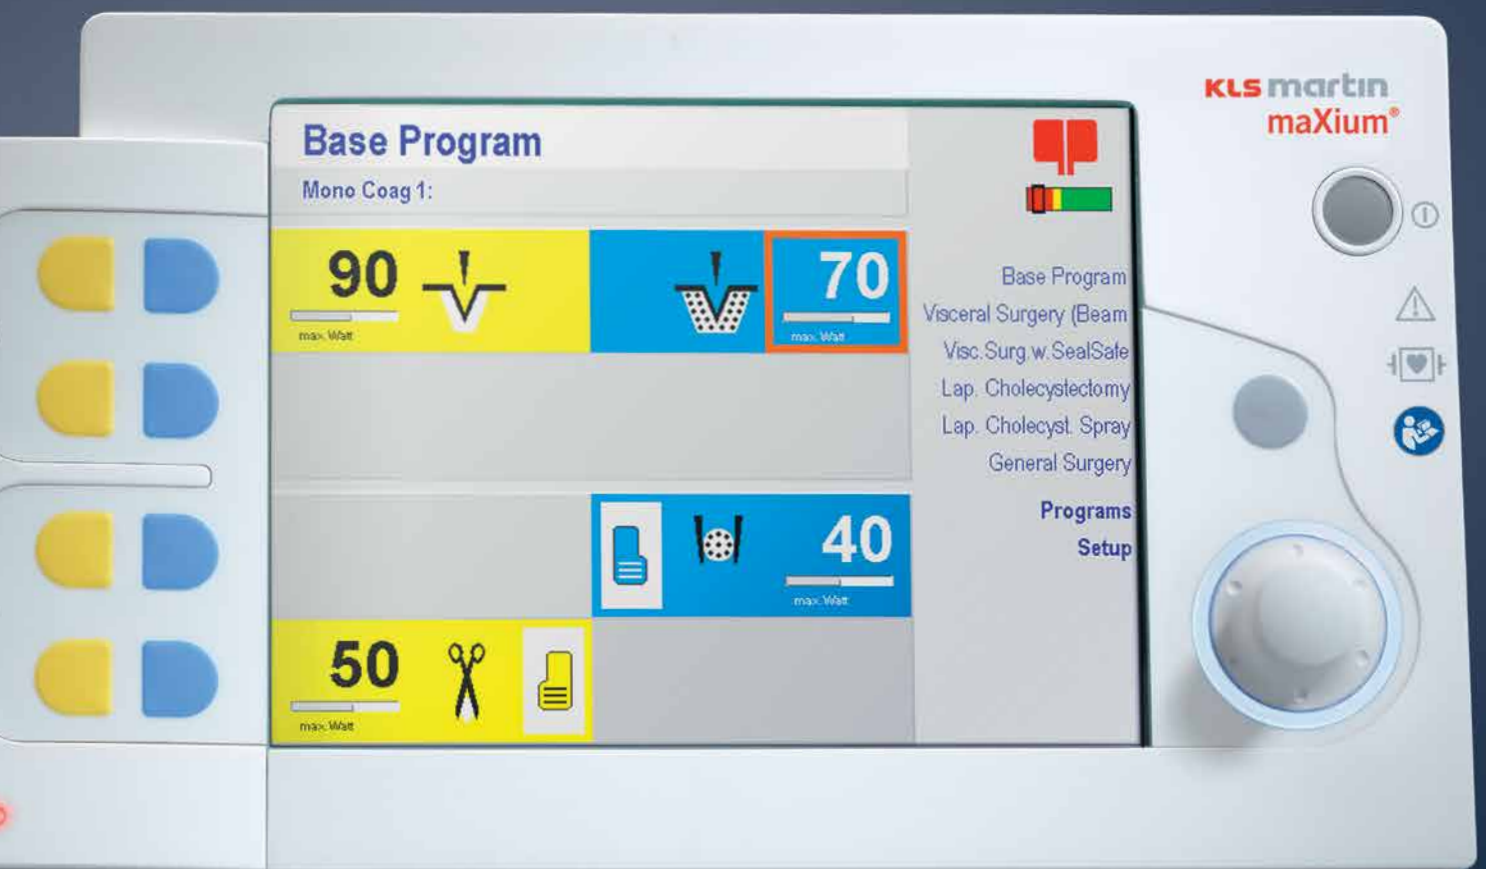 KLS martin
maXium®
Base Program
Mono Coag 1:
90
max. Watt
70
max. Watt
Base Program
Visceral Surgery (Beam
Visc.Surg.w.SealSafe
Lap. Cholecystectomy
Lap. Cholecyst. Spray
General Surgery
Programs
Setup
40
max. Watt
50
max. Watt